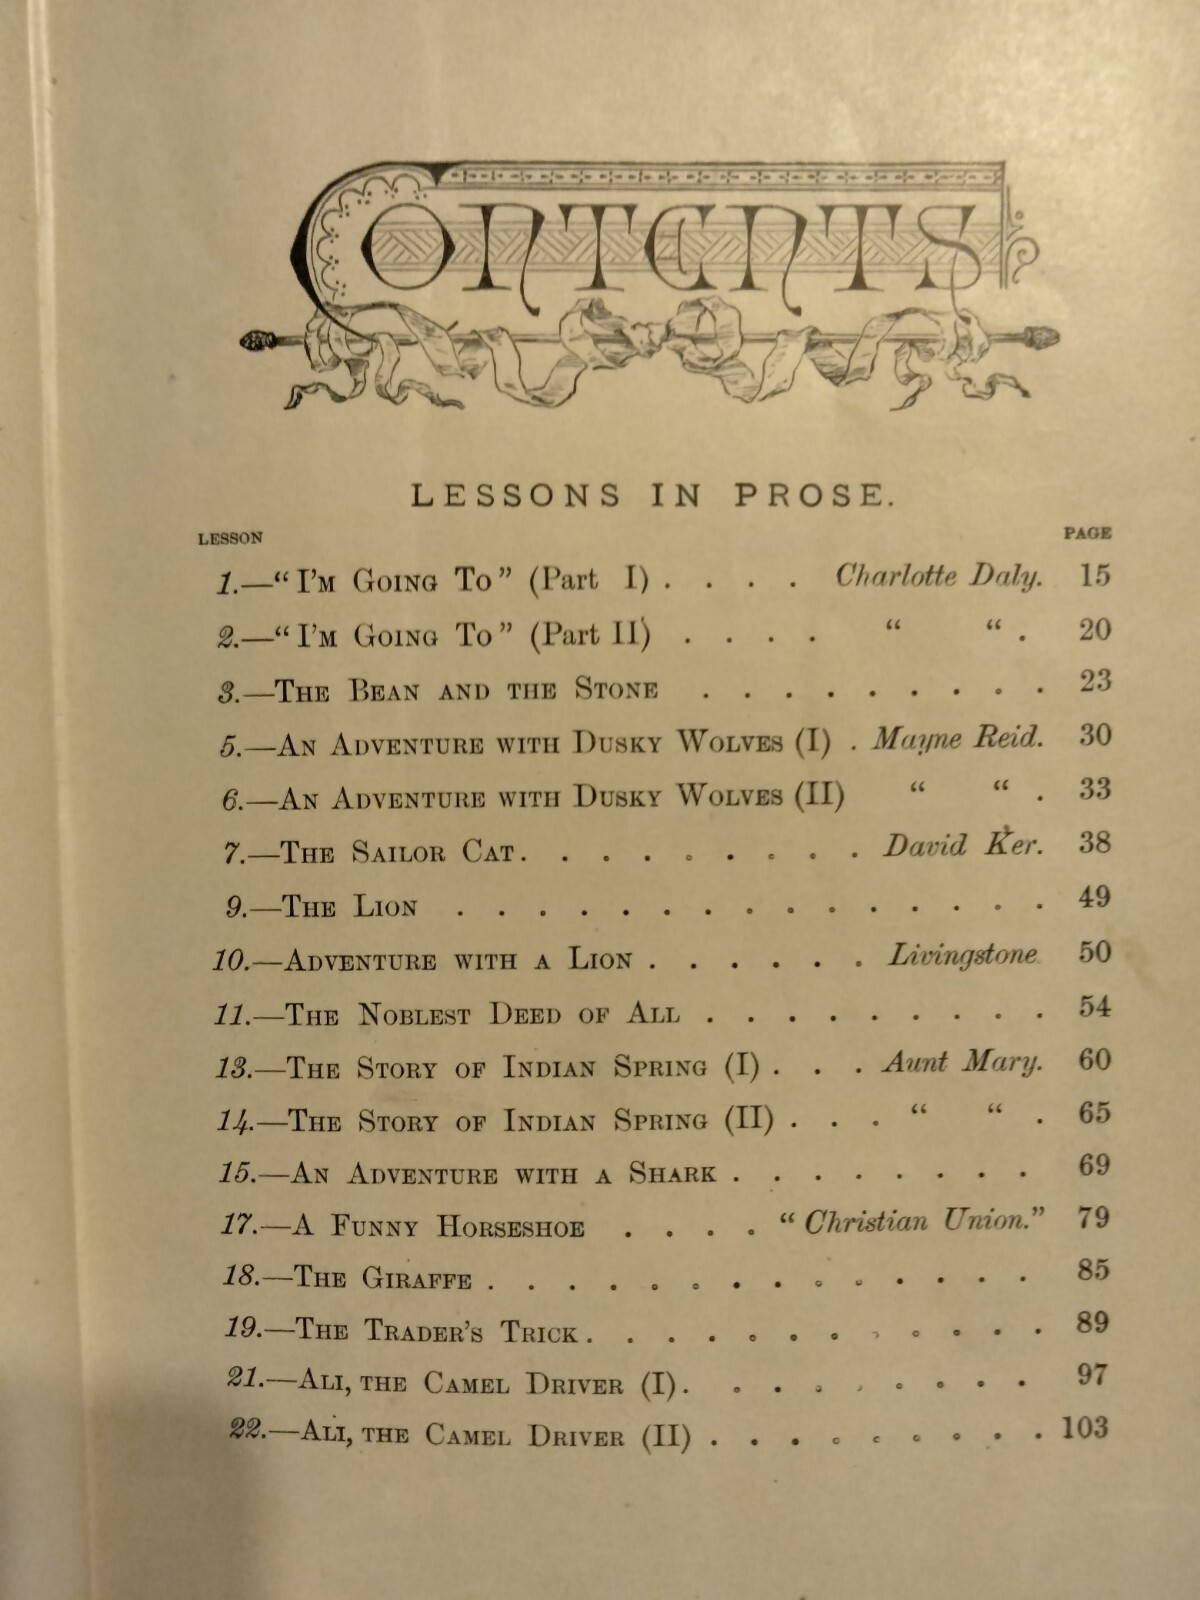 CONTENTS
LESSONS IN PROSE.
LESSON PAGE
1.—“I’M GOING TO” (Part I) . . . . Charlotte Daly. 15
2.—“I’M GOING TO” (Part II) . . . . “ “ . 20
3.—THE BEAN AND THE STONE . . . . . . . . . 23
5.—AN ADVENTURE WITH DUSKY WOLVES (I) . Mayne Reid. 30
6.—AN ADVENTURE WITH DUSKY WOLVES (II) “ “ . 33
7.—THE SAILOR CAT. . . . . . . . . David Ker. 38
9.—THE LION . . . . . . . . . . . . . . . 49
10.—ADVENTURE WITH A LION . . . . . . Livingstone 50
11.—THE NOBLEST DEED OF ALL . . . . . . . . . 54
13.—THE STORY OF INDIAN SPRING (I) . . . Aunt Mary. 60
14.—THE STORY OF INDIAN SPRING (II) . . . “ “ . 65
15.—AN ADVENTURE WITH A SHARK . . . . . . . . 69
17.—A FUNNY HORSESHOE . . . . “Christian Union.” 79
18.—THE GIRAFFE . . . . . . . . . . . . . . 85
19.—THE TRADER’S TRICK . . . . . . . . . . . . 89
21.—ALI, THE CAMEL DRIVER (I) . . . . . . . . . 97
22.—ALI, THE CAMEL DRIVER (II) . . . . . . . . . 103